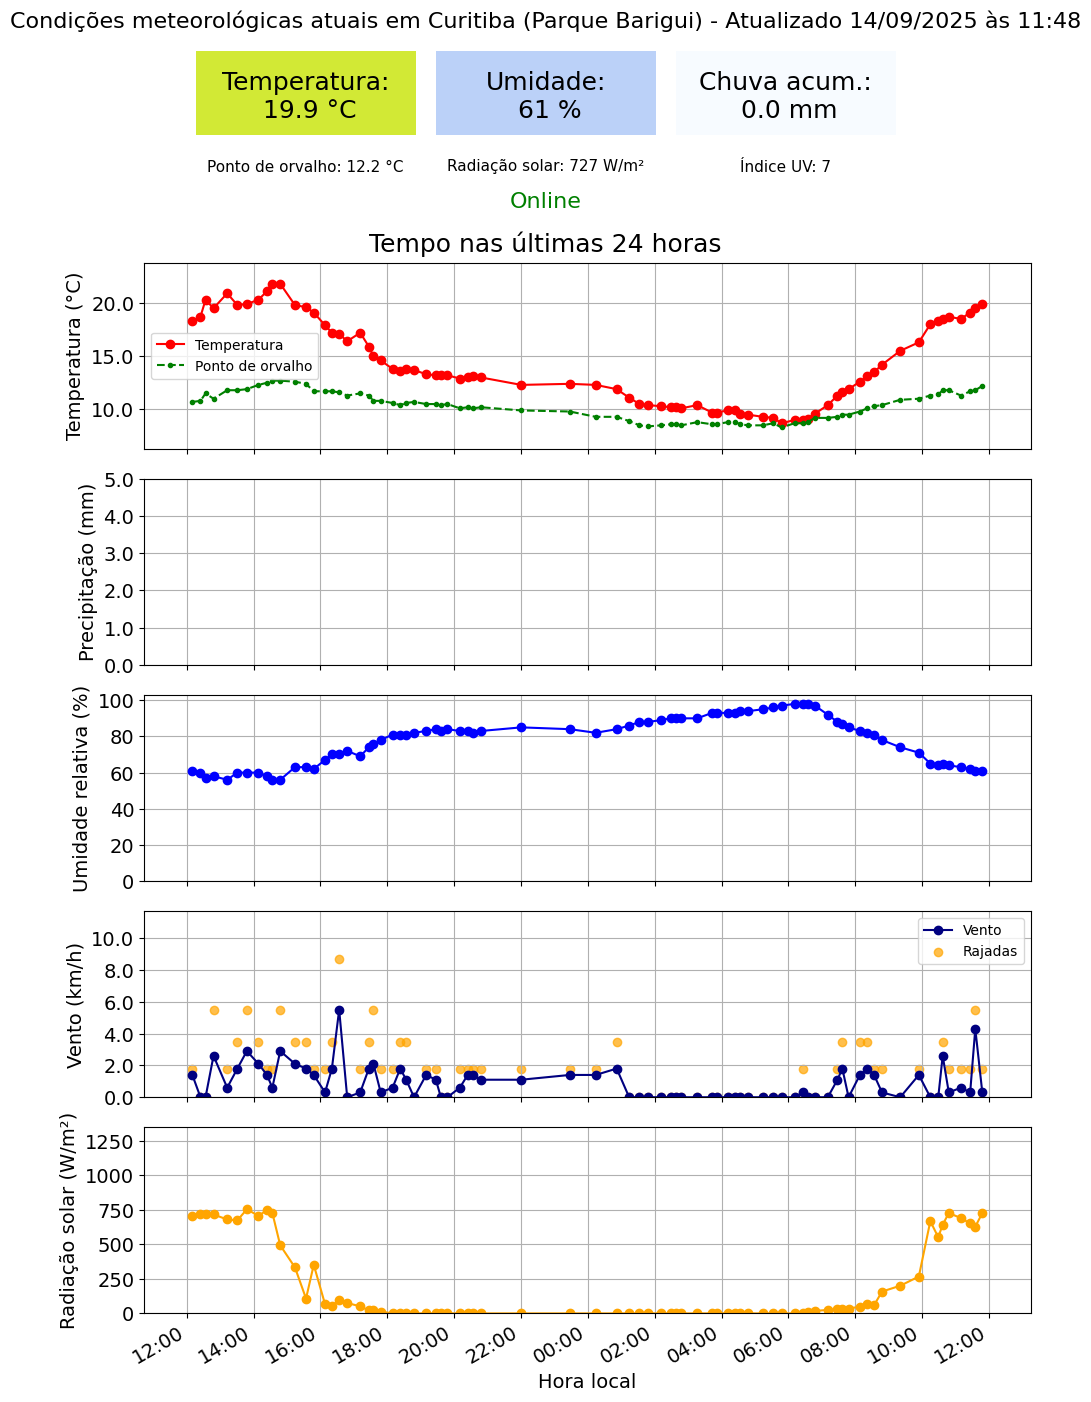 Condições meteorológicas atuais em Curitiba (Parque Barigui) - Atualizado 14/09/2025 às 11:48
Temperatura:
19.9 °C
Umidade:
61 %
Chuva acum.:
0.0 mm
Ponto de orvalho: 12.2 °C
Radiação solar: 727 W/m²
Índice UV: 7
Online
Tempo nas últimas 24 horas
Temperatura (°C)
20.0
15.0
10.0
Temperatura
Ponto de orvalho
Precipitação (mm)
5.0
4.0
3.0
2.0
1.0
0.0
Umidade relativa (%)
100
80
60
40
20
0
Vento (km/h)
10.0
8.0
6.0
4.0
2.0
0.0
Vento
Rajadas
Radiação solar (W/m²)
1250
1000
750
500
250
0
12:00
14:00
16:00
18:00
20:00
22:00
00:00
02:00
04:00
06:00
08:00
10:00
12:00
Hora local